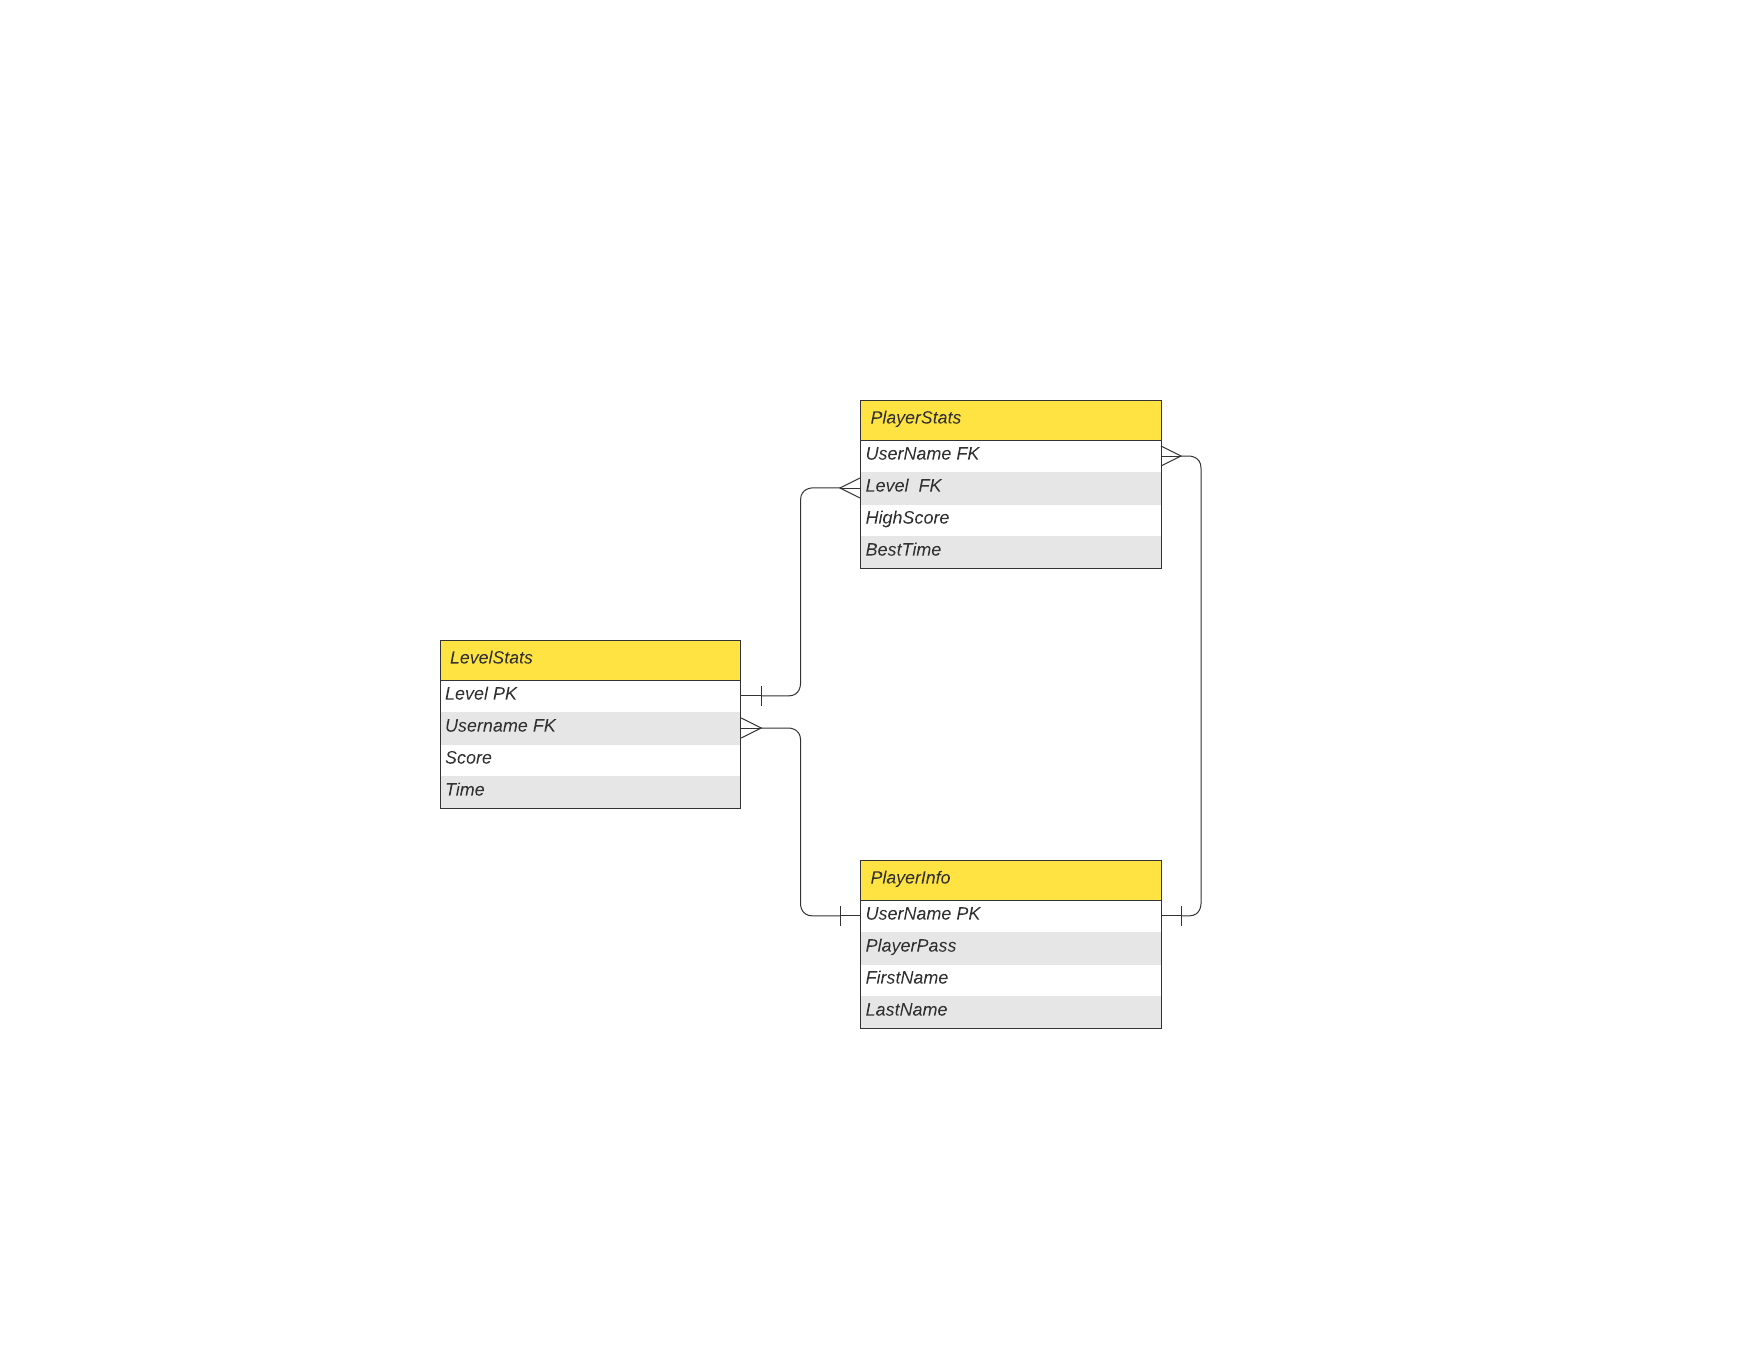 PlayerStats
UserName FK
Level  FK
HighScore
BestTime
LevelStats
Level PK
Username FK
Score
Time
PlayerInfo
UserName PK
PlayerPass
FirstName
LastName